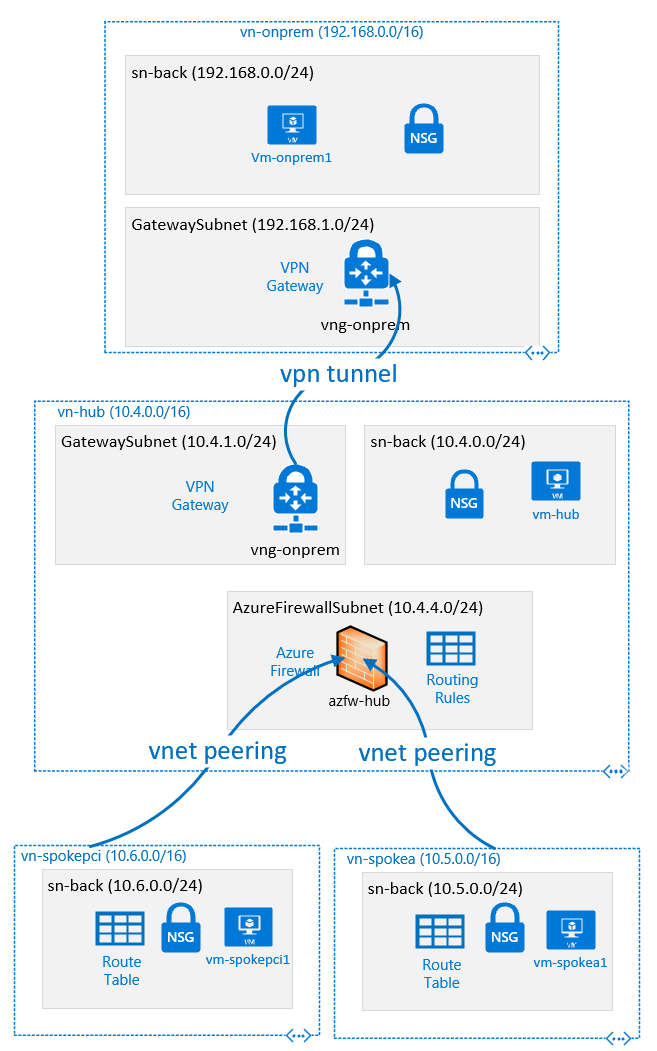 vn-onprem (192.168.0.0/16)
sn-back (192.168.0.0/24)
VM
Vm-onprem1
NSG
GatewaySubnet (192.168.1.0/24)
VPN
Gateway
vng-onprem
vpn tunnel
vn-hub (10.4.0.0/16)
GatewaySubnet (10.4.1.0/24)
VPN
Gateway
vng-onprem
sn-back (10.4.0.0/24)
NSG
VM
vm-hub
AzureFirewallSubnet (10.4.4.0/24)
Azure
Firewall
azfw-hub
Routing
Rules
vnet peering
vnet peering
vn-spokepci (10.6.0.0/16)
sn-back (10.6.0.0/24)
Route
Table
NSG
VM
vm-spokepci1
vn-spokea (10.5.0.0/16)
sn-back (10.5.0.0/24)
Route
Table
NSG
VM
vm-spokea1